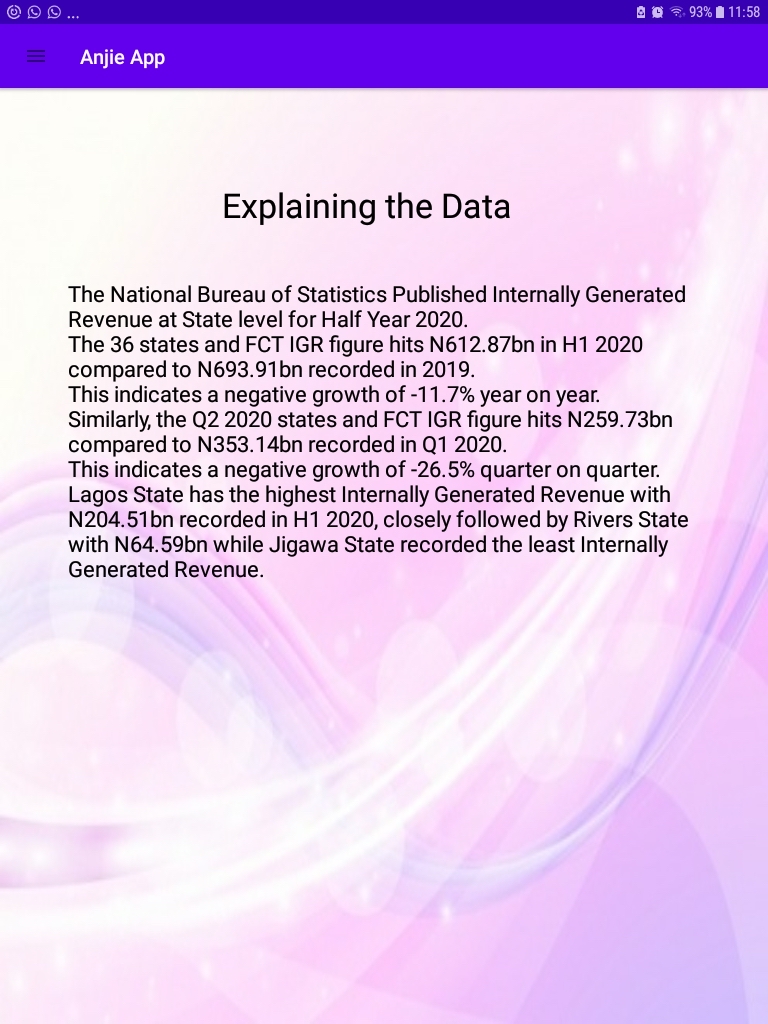 ... 93% 11:58
Anjie App
Explaining the Data
The National Bureau of Statistics Published Internally Generated
Revenue at State level for Half Year 2020.
The 36 states and FCT IGR figure hits N612.87bn in H1 2020
compared to N693.91bn recorded in 2019.
This indicates a negative growth of -11.7% year on year.
Similarly, the Q2 2020 states and FCT IGR figure hits N259.73bn
compared to N353.14bn recorded in Q1 2020.
This indicates a negative growth of -26.5% quarter on quarter.
Lagos State has the highest Internally Generated Revenue with
N204.51bn recorded in H1 2020, closely followed by Rivers State
with N64.59bn while Jigawa State recorded the least Internally
Generated Revenue.